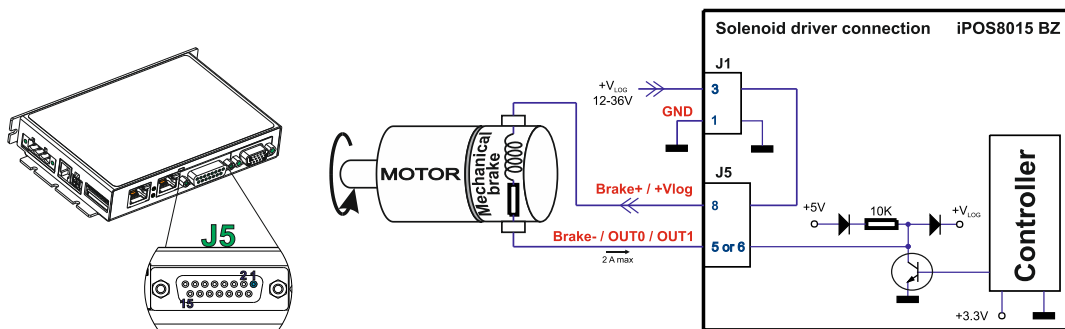 Solenoid driver connection iPOS8015 BZ
J1
+VLOG
12-36V
3
GND
1
MOTOR
Mechanical
brake
J5
Brake+ / +Vlog
8
Brake- / OUT0 / OUT1
5 or 6
2 A max
+5V
10K
+VLOG
Controller
+3.3V
J5
2 1
15